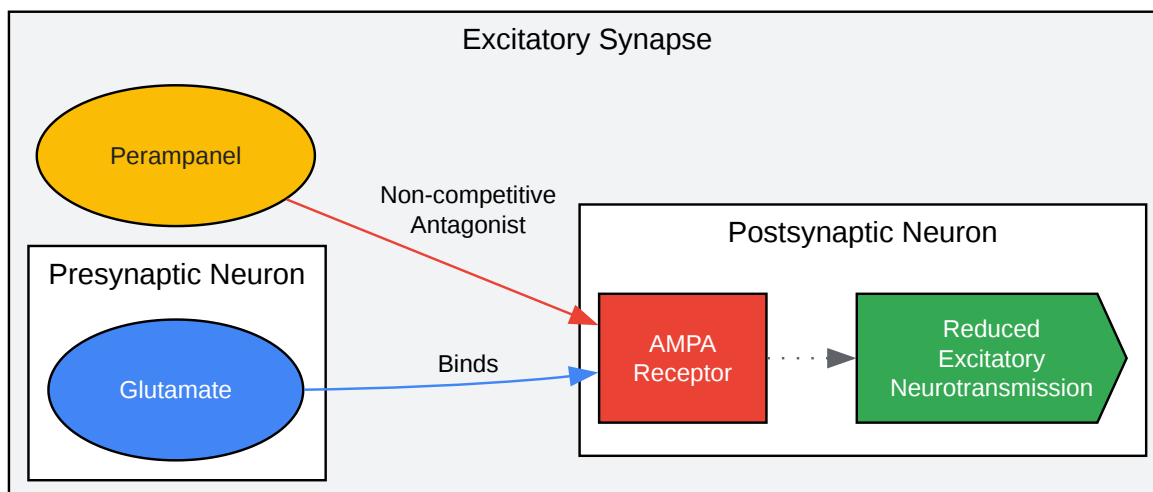 Excitatory Synapse
Perampanel
Non-competitive
Antagonist
Presynaptic Neuron
Glutamate
Binds
Postsynaptic Neuron
AMPA
Receptor
Reduced
Excitatory
Neurotransmission